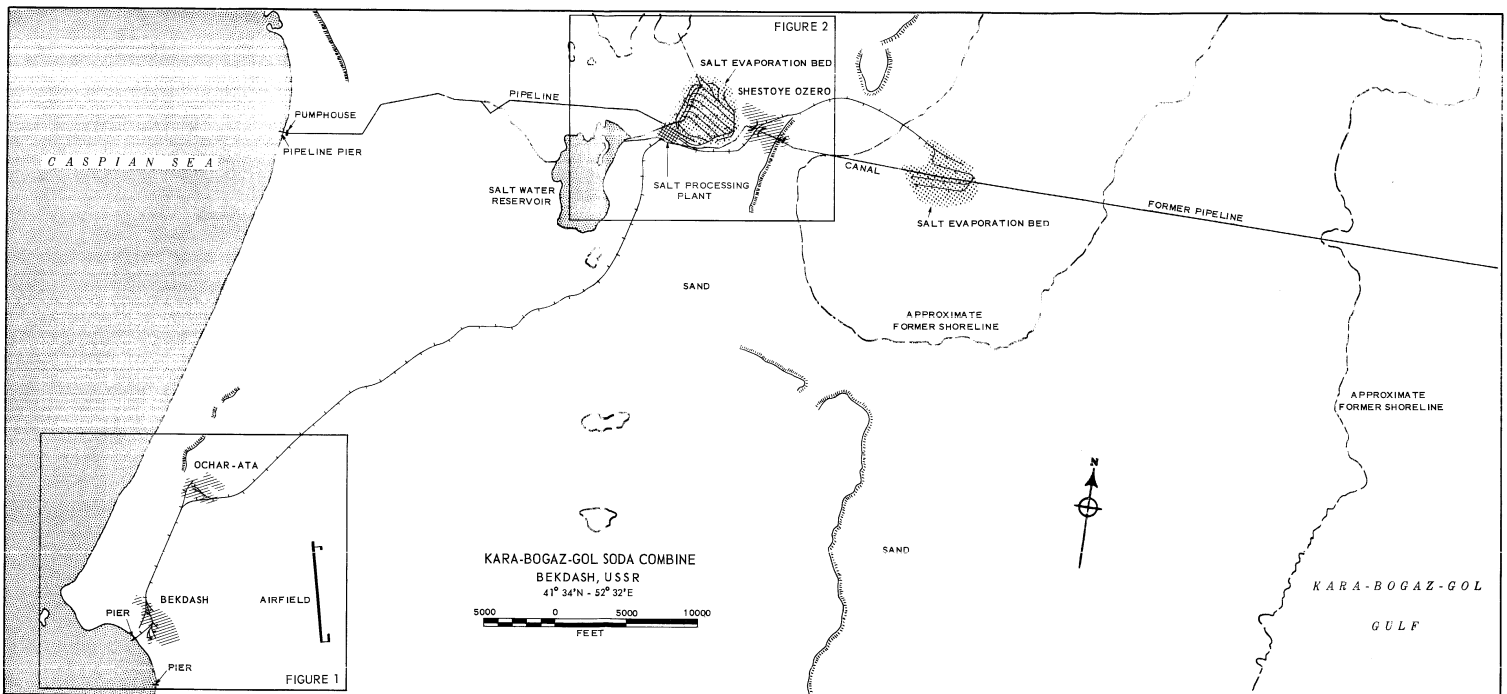 FIGURE 2
SALT EVAPORATION BED
SHESTOYE OZERO
PIPELINE
PUMPHOUSE
PIPELINE PIER
CASPIAN SEA
SALT WATER
RESERVOIR
SALT PROCESSING
PLANT
CANAL
SALT EVAPORATION BED
FORMER PIPELINE
SAND
APPROXIMATE
FORMER SHORELINE
APPROXIMATE
FORMER SHORELINE
OCHAR-ATA
N
KARA-BOGAZ-GOL SODA COMBINE
BEKDASH, USSR
41° 34'N - 52° 32'E
5000 0 5000 10000
FEET
SAND
KARA-BOGAZ-GOL
GULF
AIRFIELD
BEKDASH
PIER
PIER
FIGURE 1